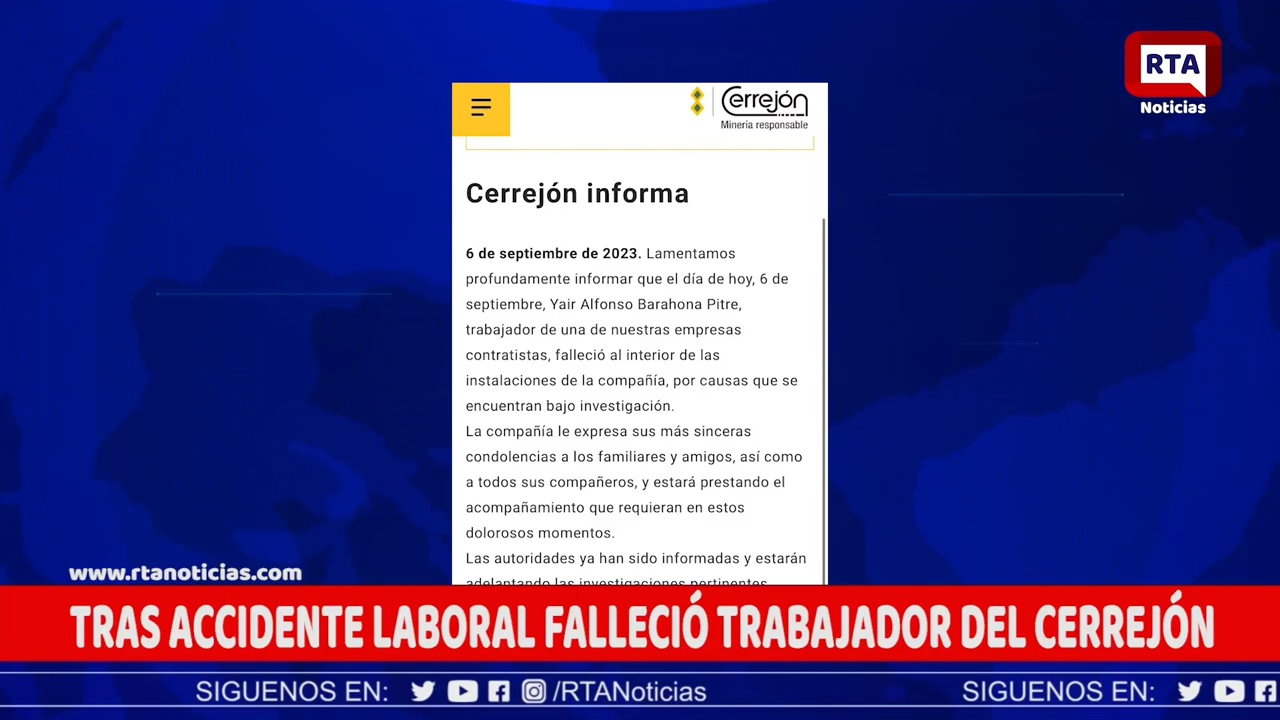 RTA
Noticias
Cerrejón
Minería responsable
Cerrejón informa
6 de septiembre de 2023. Lamentamos
profundamente informar que el día de hoy, 6 de
septiembre, Yair Alfonso Barahona Pitre,
trabajador de una de nuestras empresas
contratistas, falleció al interior de las
instalaciones de la compañía, por causas que se
encuentran bajo investigación.
La compañía le expresa sus más sinceras
condolencias a los familiares y amigos, así como
a todos sus compañeros, y estará prestando el
acompañamiento que requieran en estos
dolorosos momentos.
Las autoridades ya han sido informadas y estarán
adelantando las investigaciones pertinentes
www.rtanoticias.com
TRAS ACCIDENTE LABORAL FALLECIÓ TRABAJADOR DEL CERREJÓN
SIGUENOS EN: /RTANoticias SIGUENOS EN: